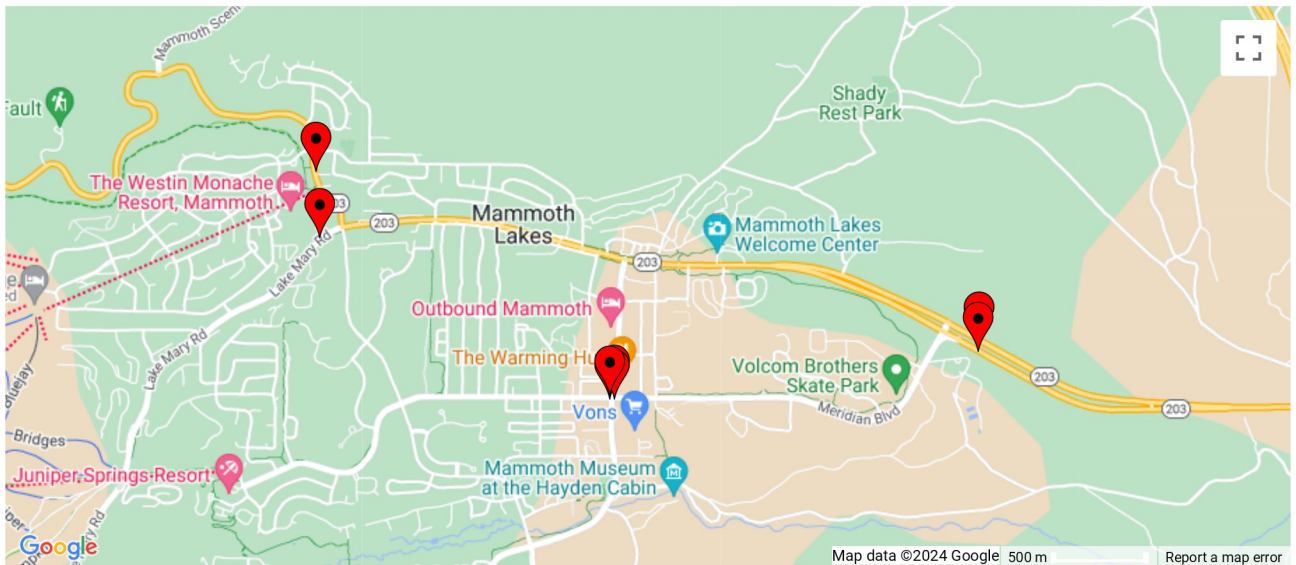 Mammoth Scen
Fault
Shady
Rest Park
The Westin Monache
Resort, Mammoth
203
203
Mammoth
Lakes
Mammoth Lakes
Welcome Center
Lake Mary Rd
203
Outbound Mammoth
The Warming Hu
Lake Mary Rd
Volcom Brothers
Skate Park
203
Bluejay
Vons
Meridian Blvd
203
Bridges
Juniper Springs Resort
Mammoth Museum
at the Hayden Cabin
Google
Map data ©2024 Google
500 m
Report a map error